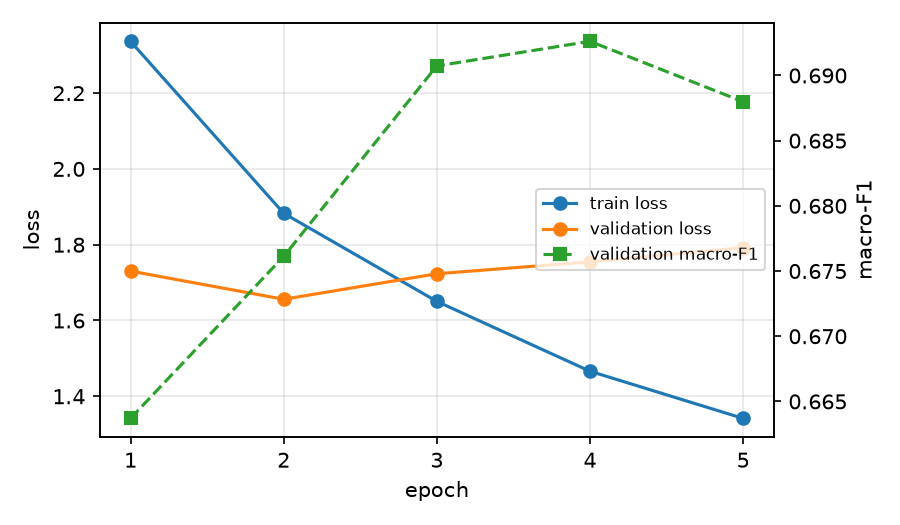 2.2
2.0
1.8
1.6
1.4
loss
1
2
3
4
5
epoch
0.690
0.685
0.680
0.675
0.670
0.665
macro-F1
train loss
validation loss
validation macro-F1